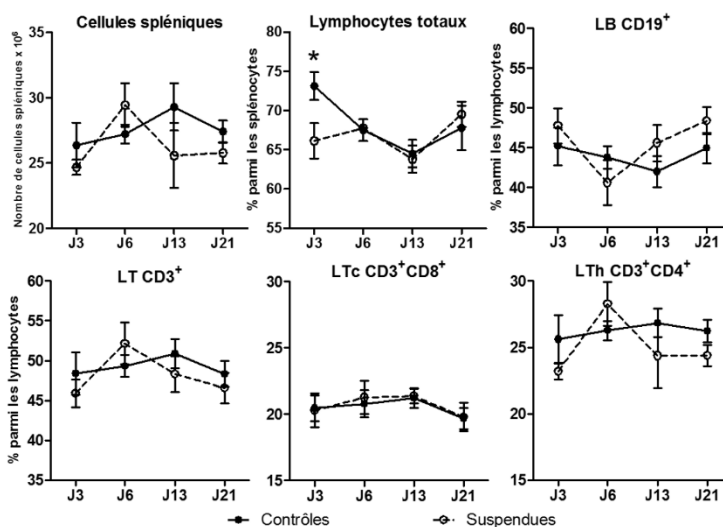 Cellules spléniques
Nombre de cellules spléniques x 10⁶
35
30
25
20
J3 J6 J13 J21
Lymphocytes totaux
% parmi les splénocytes
80
75
70
65
60
55
*
J3 J6 J13 J21
LB CD19⁺
% parmi les lymphocytes
60
55
50
45
40
35
J3 J6 J13 J21
LT CD3⁺
% parmi les lymphocytes
60
55
50
45
40
35
J3 J6 J13 J21
LTc CD3⁺CD8⁺
30
25
20
15
J3 J6 J13 J21
LTh CD3⁺CD4⁺
30
25
20
15
J3 J6 J13 J21
Contrôles Suspendues